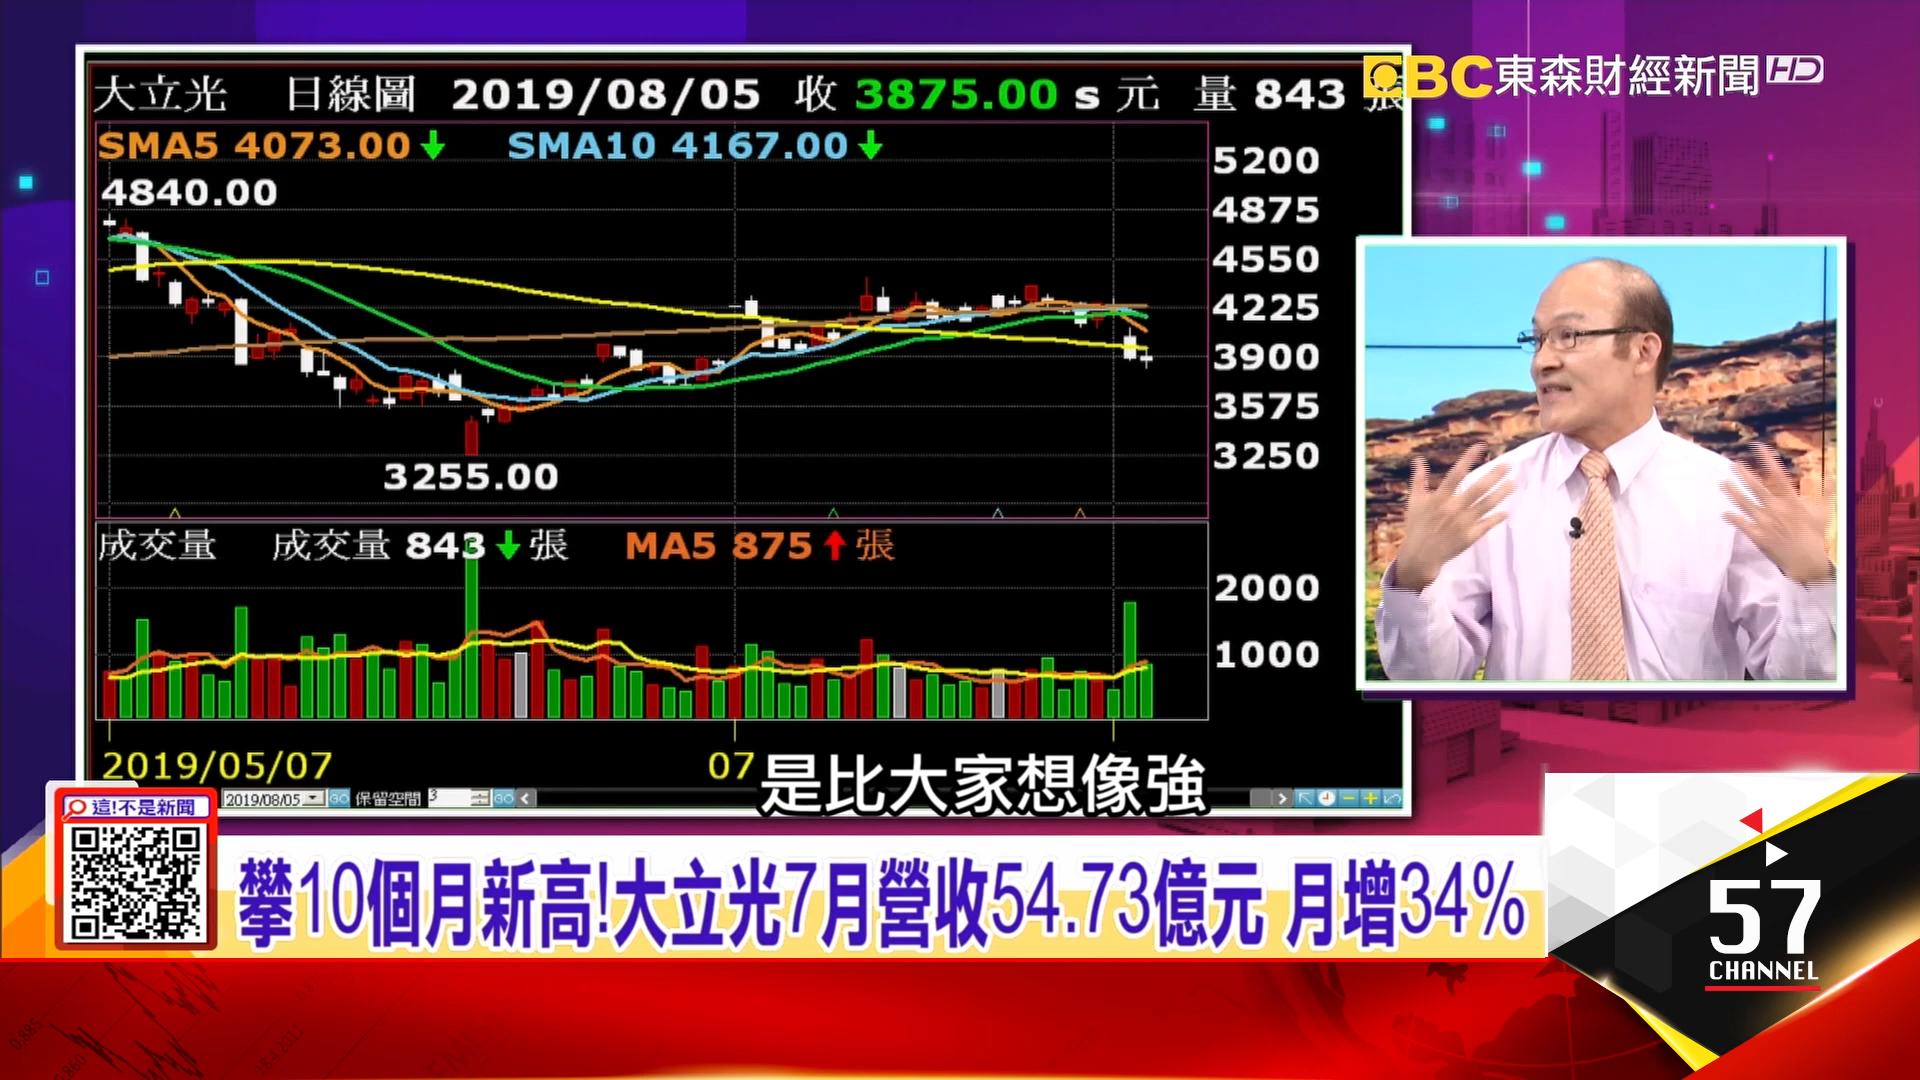 大立光 日線圖 2019/08/05 收 3875.00 s 元 量 843 張
EBC東森財經新聞HD
SMA5 4073.00↓ SMA10 4167.00↓
4840.00
5200
4875
4550
4225
3900
3575
3250
3255.00
成交量 成交量 843↓張 MA5 875↑張
2000
1000
2019/05/07
07
是比大家想像強
2019/08/05 GO 保留空間 3 GO
這!不是新聞
攀10個月新高!大立光7月營收54.73億元 月增34%
57
CHANNEL